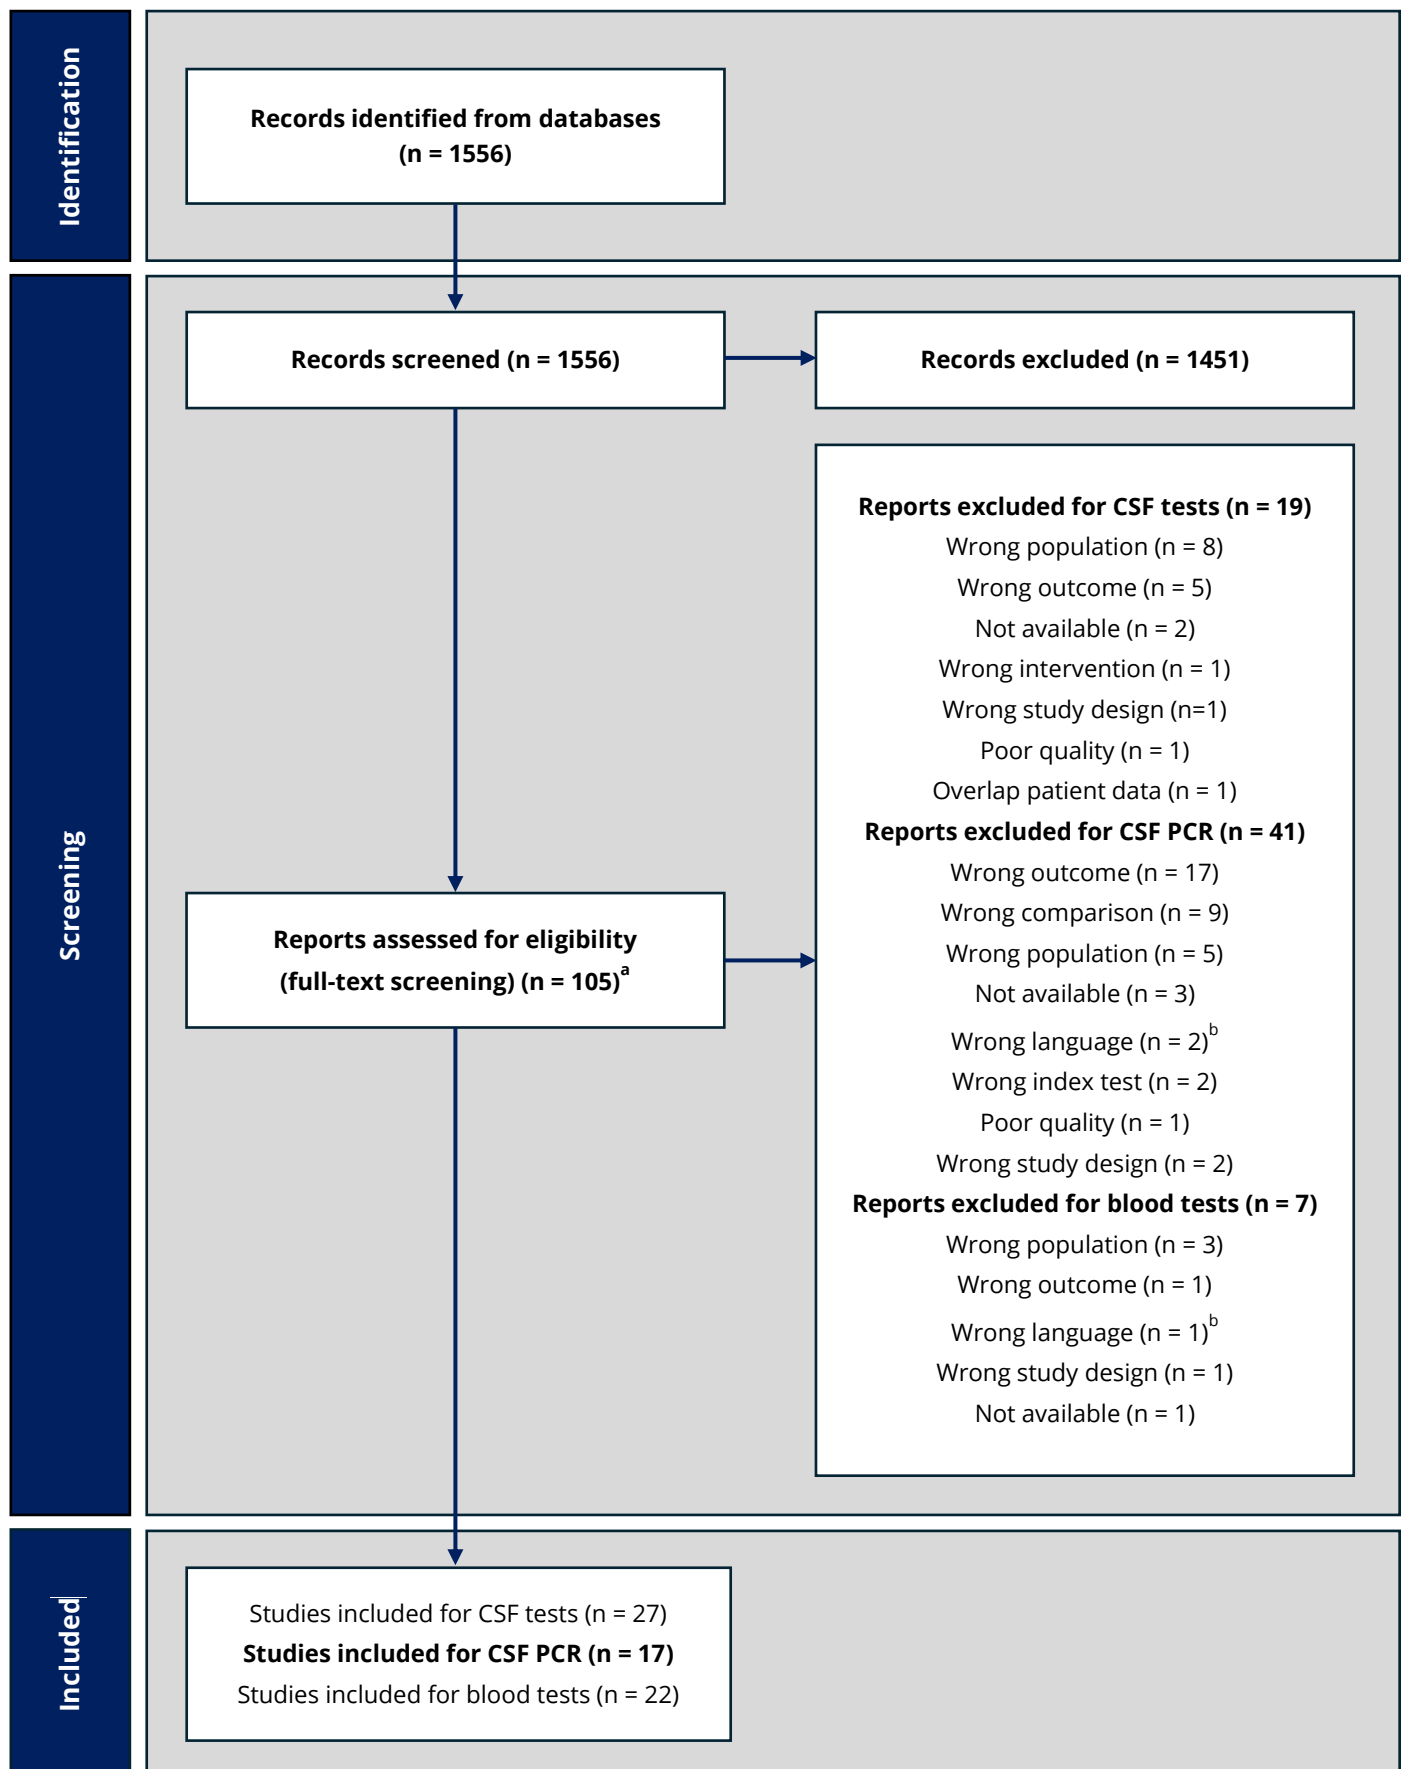 Identification
Records identified from databases
(n = 1556)
Screening
Records screened (n = 1556)
Records excluded (n = 1451)
Reports assessed for eligibility
(full-text screening) (n = 105)a
Reports excluded for CSF tests (n = 19)
Wrong population (n = 8)
Wrong outcome (n = 5)
Not available (n = 2)
Wrong intervention (n = 1)
Wrong study design (n=1)
Poor quality (n = 1)
Overlap patient data (n = 1)
Reports excluded for CSF PCR (n = 41)
Wrong outcome (n = 17)
Wrong comparison (n = 9)
Wrong population (n = 5)
Not available (n = 3)
Wrong language (n = 2)b
Wrong index test (n = 2)
Poor quality (n = 1)
Wrong study design (n = 2)
Reports excluded for blood tests (n = 7)
Wrong population (n = 3)
Wrong outcome (n = 1)
Wrong language (n = 1)b
Wrong study design (n = 1)
Not available (n = 1)
Included
Studies included for CSF tests (n = 27)
Studies included for CSF PCR (n = 17)
Studies included for blood tests (n = 22)